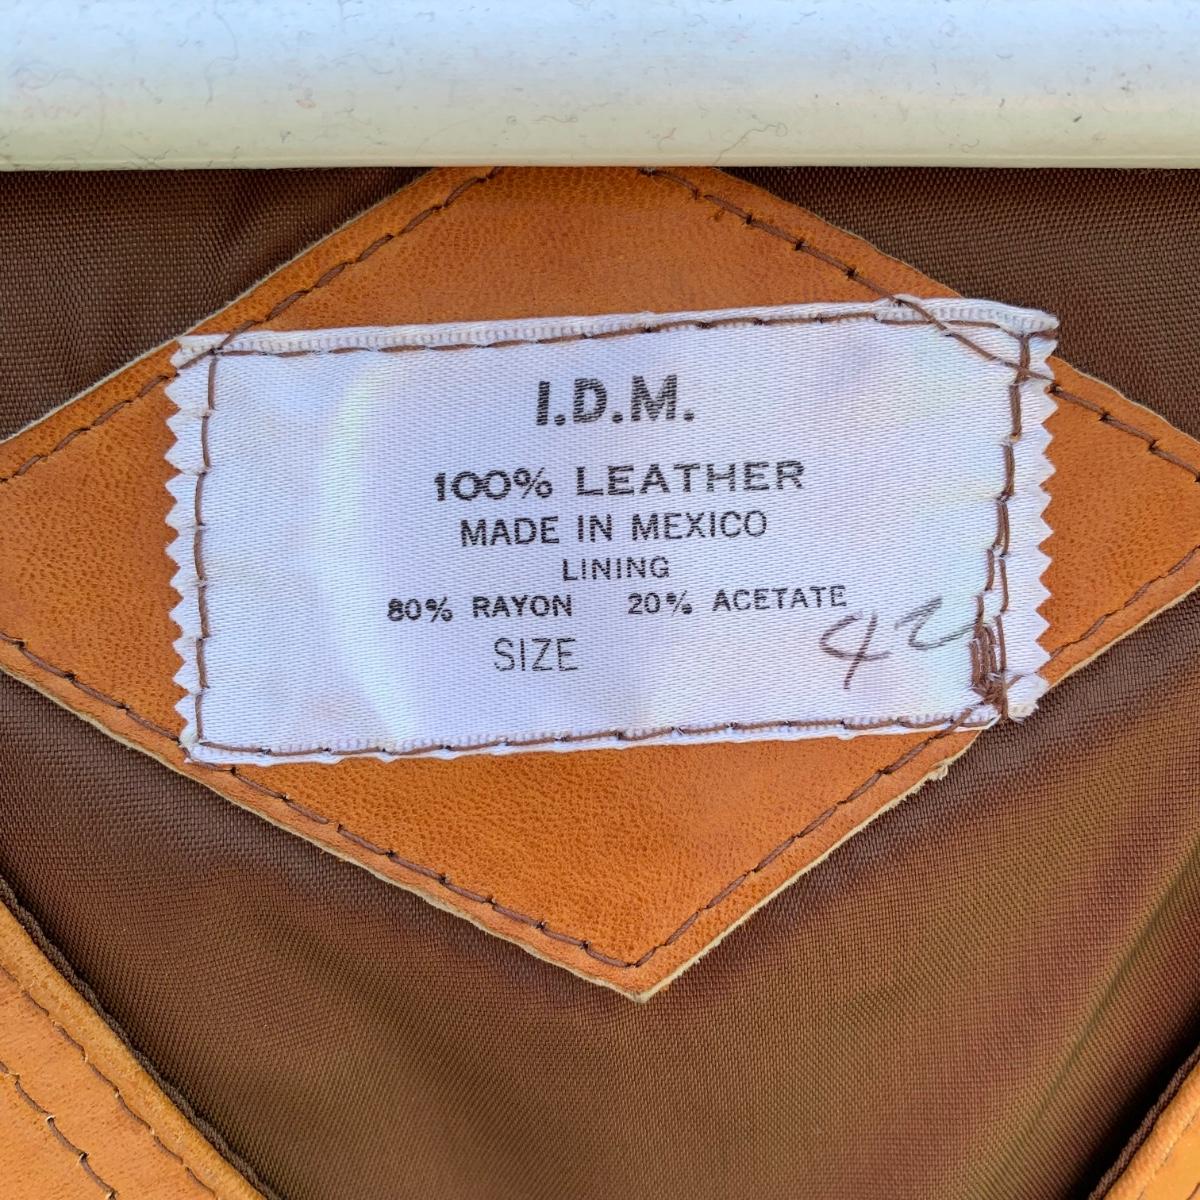 I.D.M.
100% LEATHER
MADE IN MEXICO
LINING
80% RAYON 20% ACETATE
SIZE 42